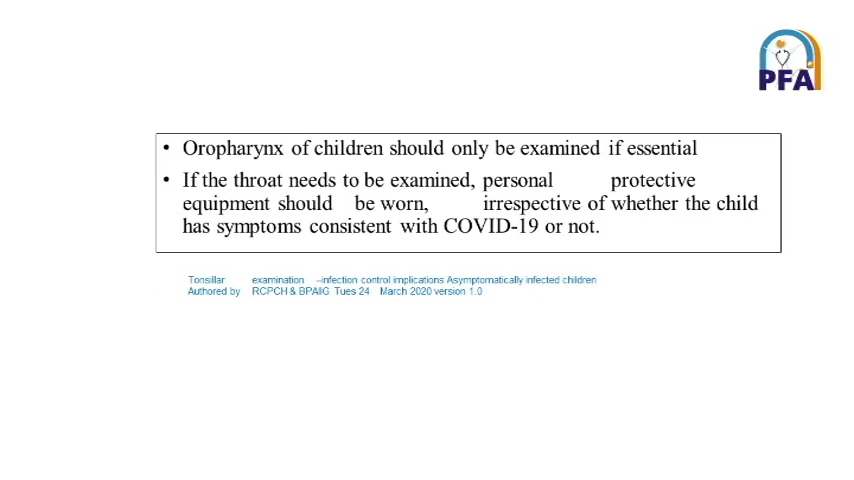 PFA
• Oropharynx of children should only be examined if essential
• If the throat needs to be examined, personal protective
equipment should be worn, irrespective of whether the child
has symptoms consistent with COVID-19 or not.
Tonsillar examination –infection control implications Asymptomatically infected children
Authored by RCPCH & BPAIIG Tues 24 March 2020 version 1.0